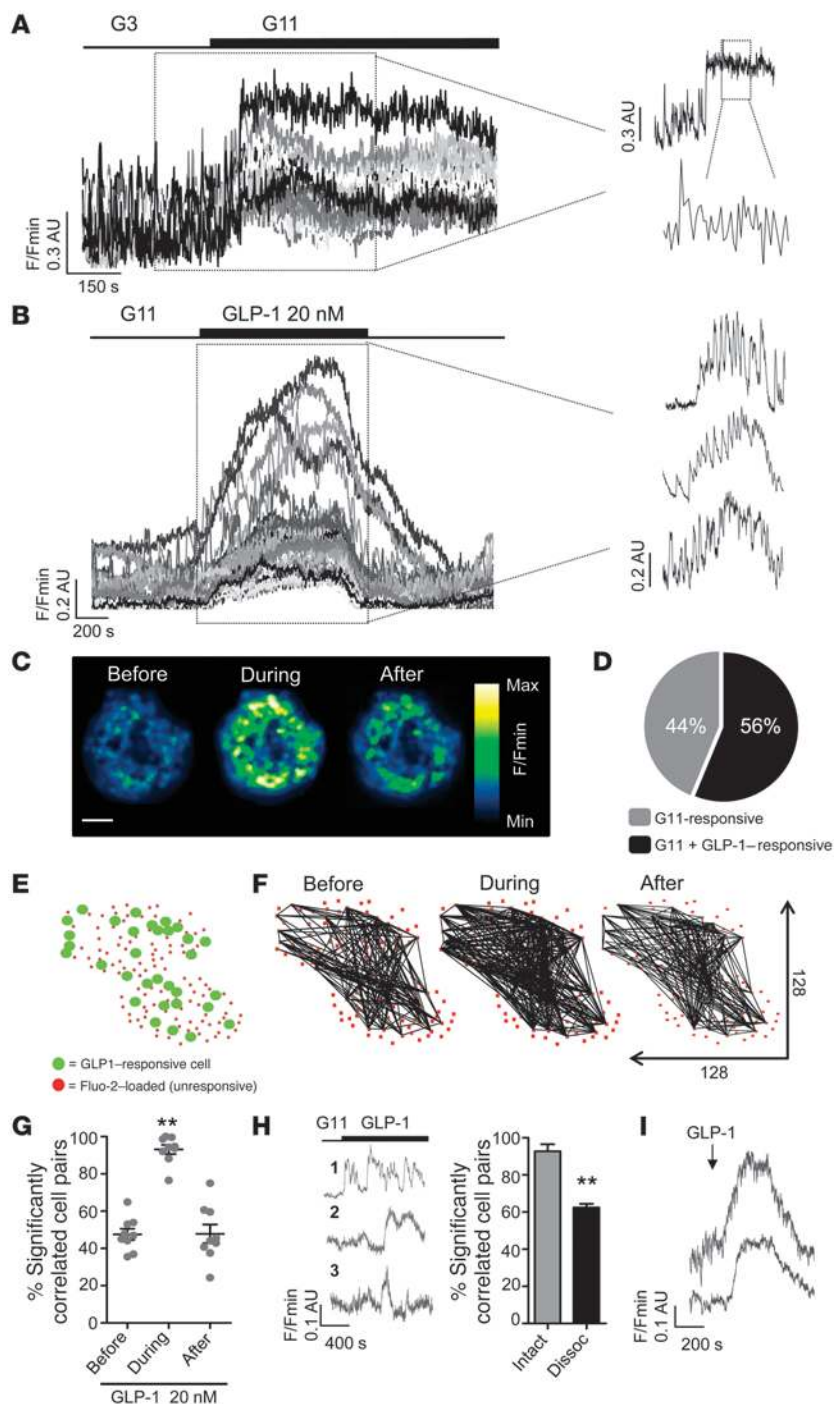 A
G3 G11
F/Fmin
0.3 AU
150 s
0.3 AU
B
G11 GLP-1 20 nM
F/Fmin
0.2 AU
200 s
0.2 AU
C
Before During After
Max
F/Fmin
Min
D
44% 56%
G11-responsive
G11 + GLP-1–responsive
E
= GLP1–responsive cell
= Fluo-2–loaded (unresponsive)
F
Before During After
128
128
G
% Significantly
correlated cell pairs
100
80
60
40
20
0
**
Before During After
GLP-1 20 nM
H
G11 GLP-1
1
2
3
F/Fmin
0.1 AU
400 s
% Significantly
correlated cell pairs
100
80
60
40
20
0
**
Intact Dissoc
I
GLP-1
F/Fmin
0.1 AU
200 s